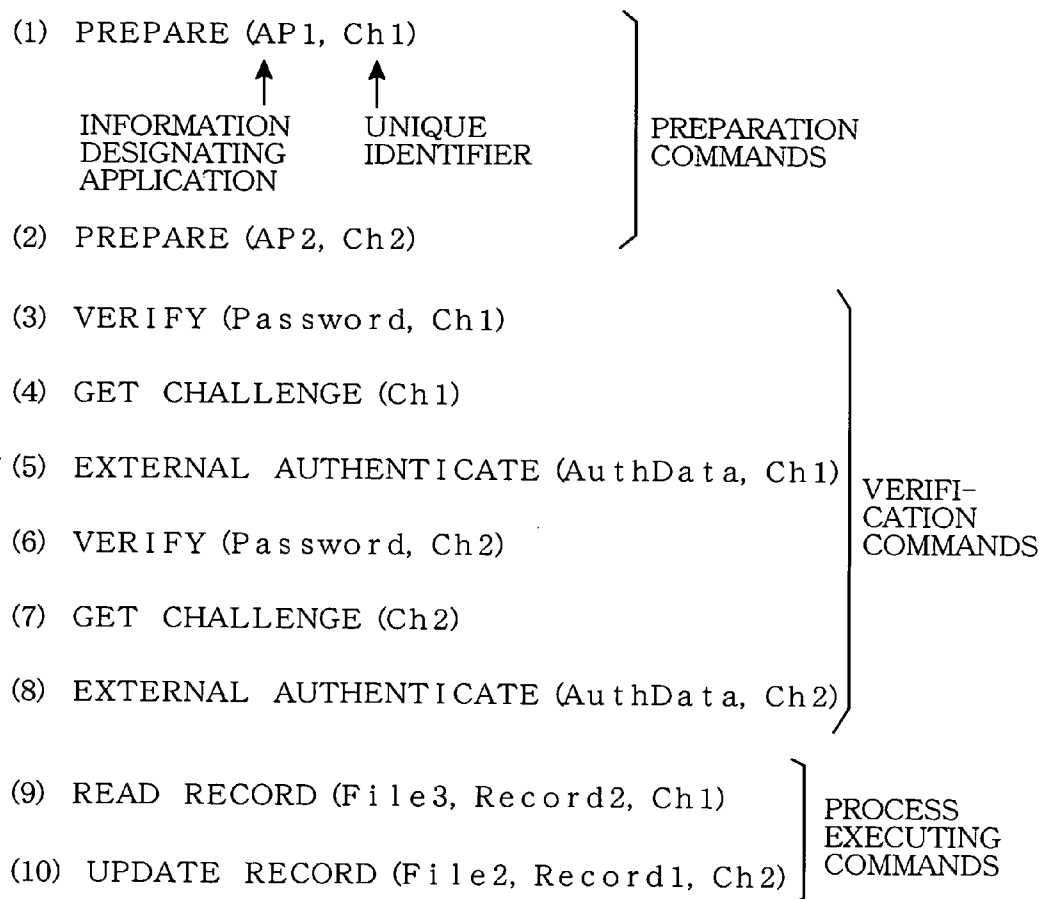 (1) PREPARE (AP1, Ch1)
INFORMATION DESIGNATING APPLICATION
UNIQUE IDENTIFIER
PREPARATION COMMANDS
(2) PREPARE (AP2, Ch2)
(3) VERIFY (Password, Ch1)
(4) GET CHALLENGE (Ch1)
(5) EXTERNAL AUTHENTICATE (AuthData, Ch1)
(6) VERIFY (Password, Ch2)
(7) GET CHALLENGE (Ch2)
(8) EXTERNAL AUTHENTICATE (AuthData, Ch2)
VERIFI-
CATION
COMMANDS
(9) READ RECORD (File3, Record2, Ch1)
(10) UPDATE RECORD (File2, Record1, Ch2)
PROCESS
EXECUTING
COMMANDS